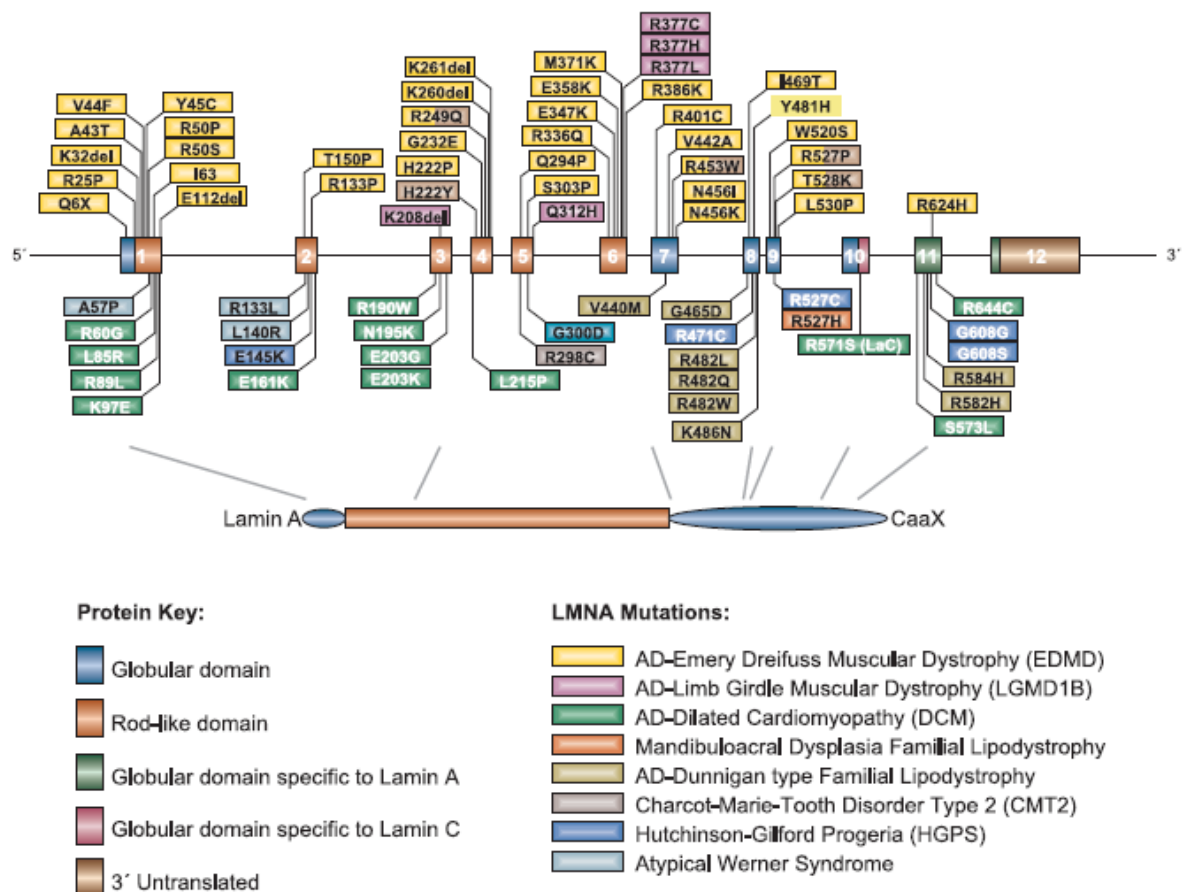 V44F
A43T
K32del
R25P
Q6X
Y45C
R50P
R50S
I63
E112del
T150P
R133P
K261del
K260del
R249Q
G232E
H222P
H222Y
K208del
M371K
E358K
E347K
R336Q
Q294P
S303P
Q312H
R377C
R377H
R377L
R386K
R401C
V442A
R453W
N456I
N456K
I469T
Y481H
W520S
R527P
T528K
L530P
R624H
5´
1
2
3
4
5
6
7
8
9
10
11
12
3´
A57P
R60G
L85R
R89L
K97E
R133L
L140R
E145K
E161K
R190W
N195K
E203G
E203K
L215P
V440M
G300D
R298C
G465D
R471C
R482L
R482Q
R482W
K486N
R527C
R527H
R571S (LaC)
R644C
G608G
G608S
R584H
R582H
S573L
Lamin A
CaaX
Protein Key:
Globular domain
Rod-like domain
Globular domain specific to Lamin A
Globular domain specific to Lamin C
3´ Untranslated
LMNA Mutations:
AD-Emery Dreifuss Muscular Dystrophy (EDMD)
AD-Limb Girdle Muscular Dystrophy (LGMD1B)
AD-Dilated Cardiomyopathy (DCM)
Mandibuloacral Dysplasia Familial Lipodystrophy
AD-Dunnigan type Familial Lipodystrophy
Charcot-Marie-Tooth Disorder Type 2 (CMT2)
Hutchinson-Gilford Progeria (HGPS)
Atypical Werner Syndrome